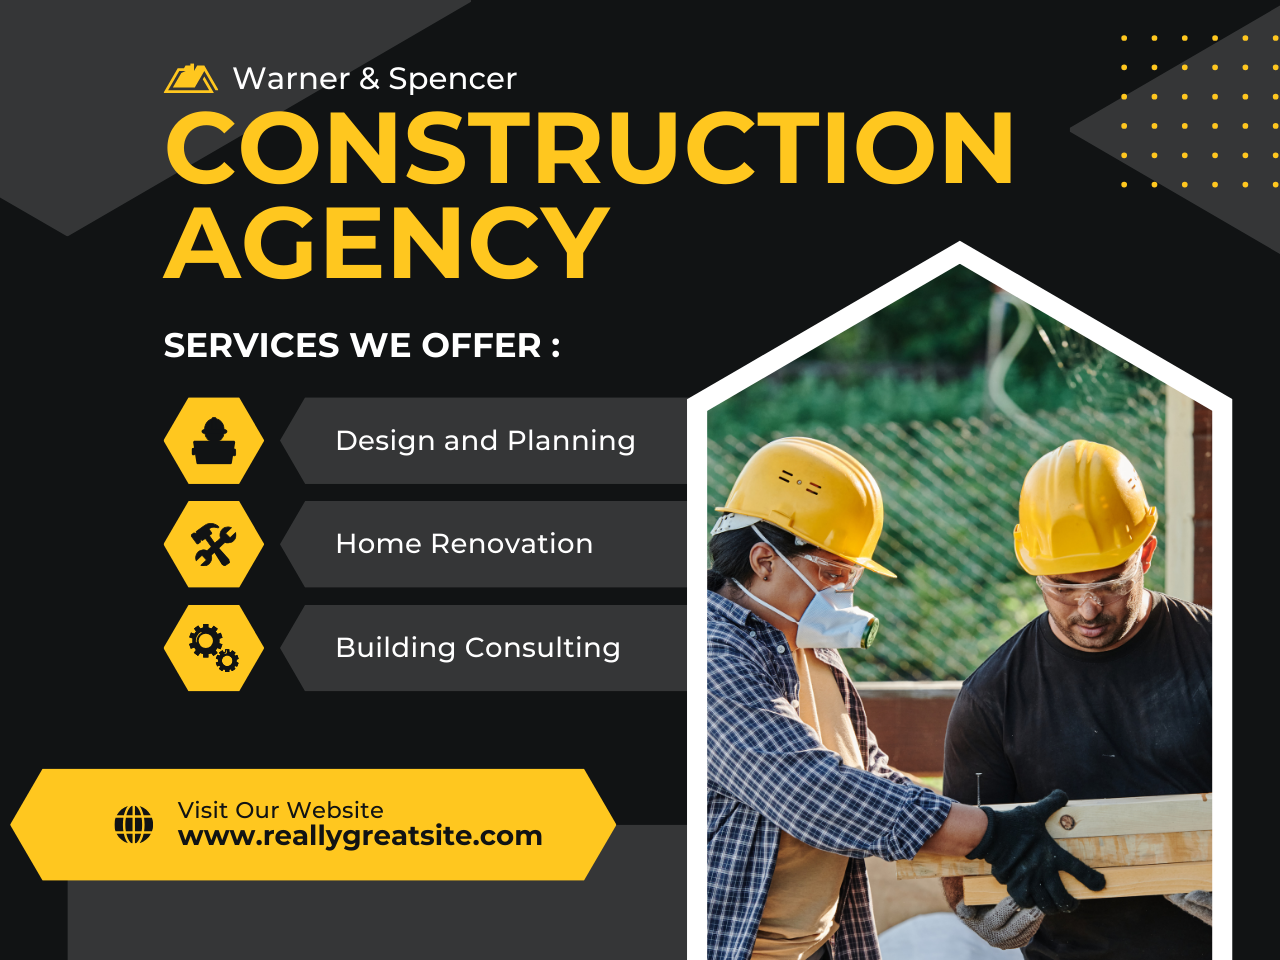 Warner & Spencer
CONSTRUCTION
AGENCY
SERVICES WE OFFER :
Design and Planning
Home Renovation
Building Consulting
Visit Our Website
www.reallygreatsite.com